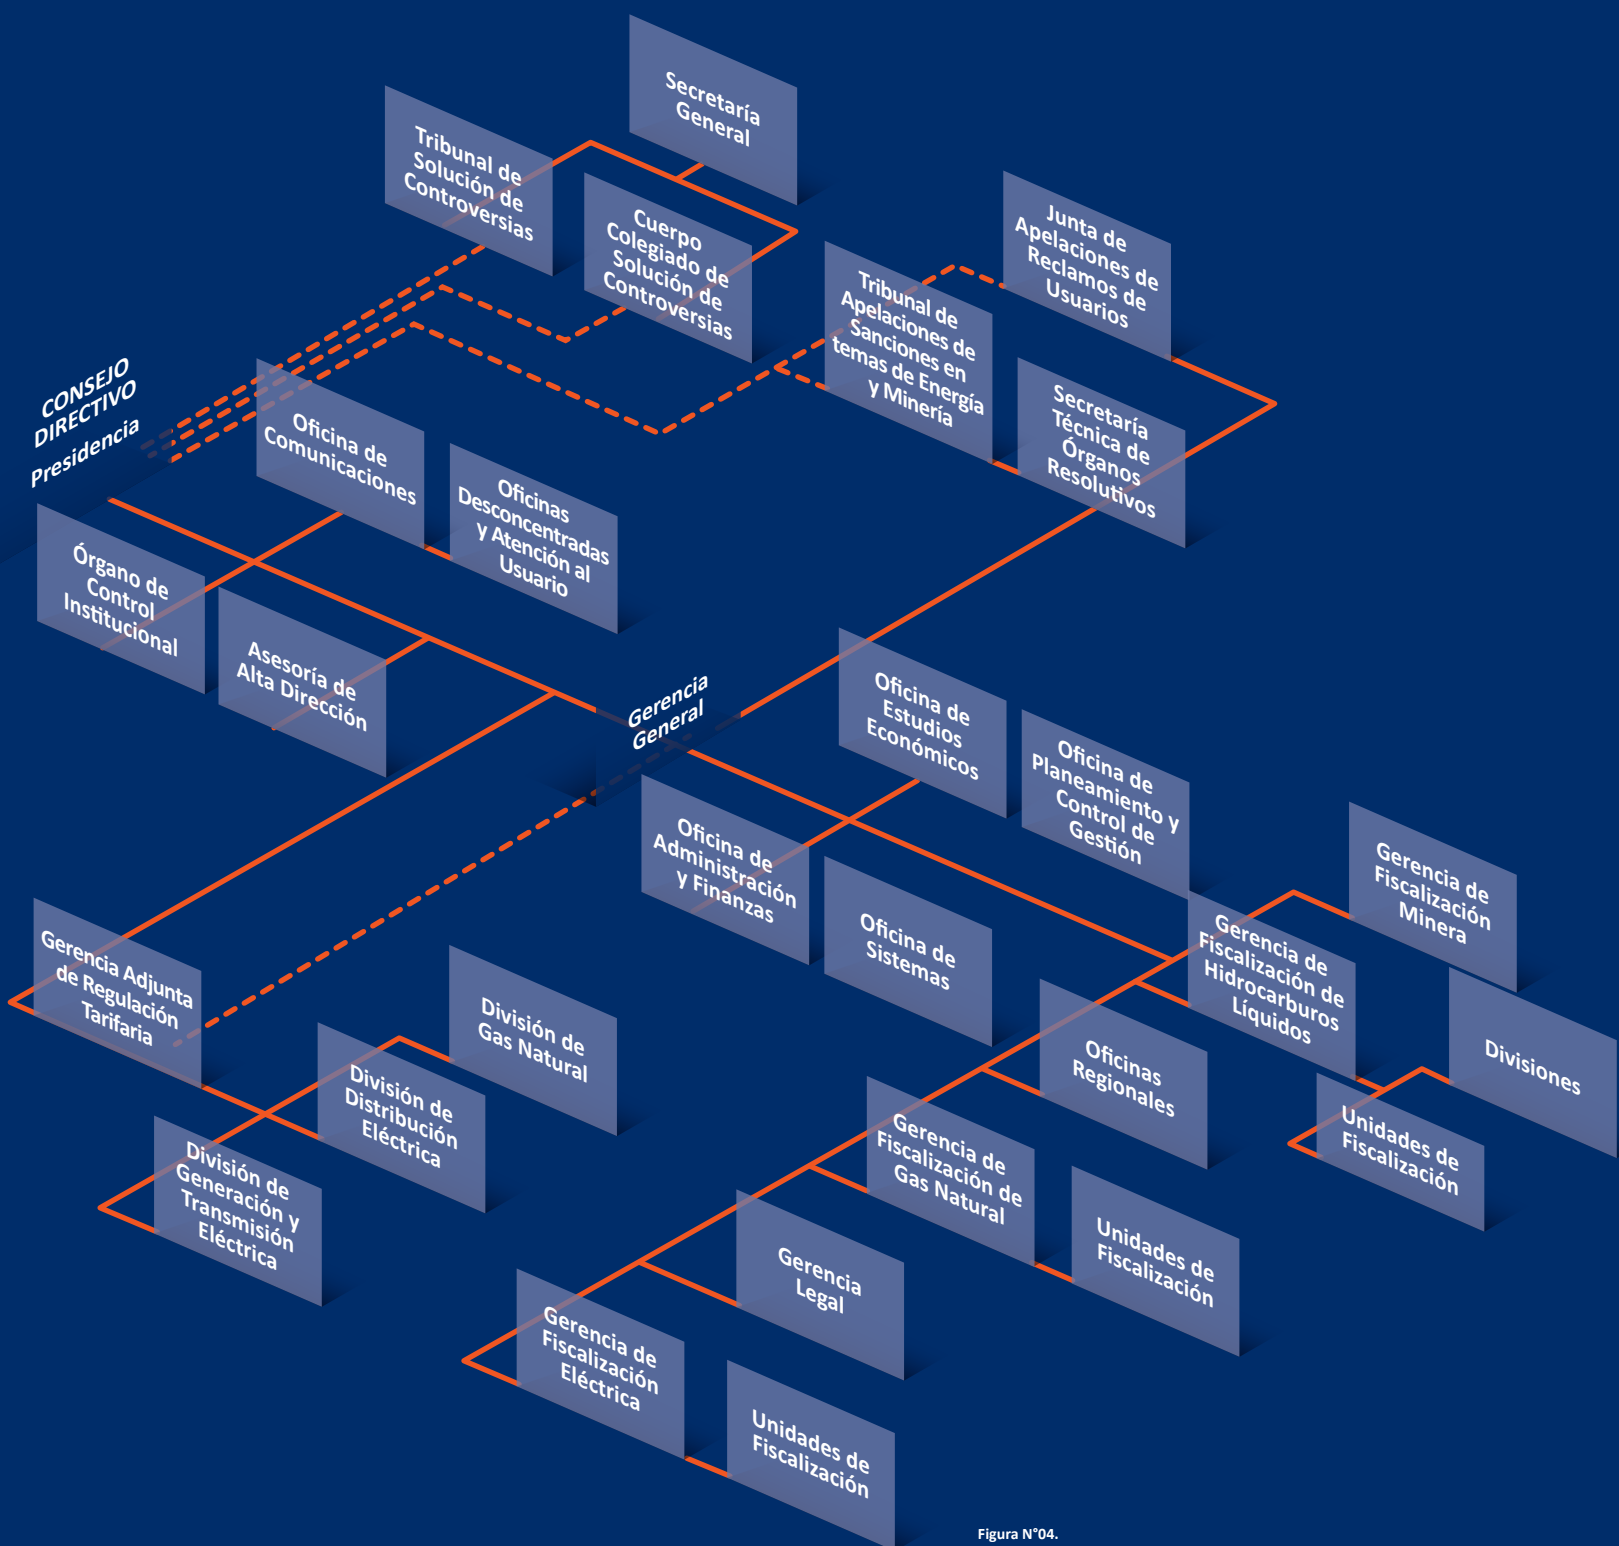 Secretaría
General
Tribunal de
Solución de
Controversias
Cuerpo
Colegiado de
Solución de
Controversias
Junta de
Apelaciones de
Reclamos de
Usuarios
Tribunal de
Apelaciones de
Sanciones en
temas de Energía
y Minería
Secretaría
Técnica de
Órganos
Resolutivos
CONSEJO
DIRECTIVO
Presidencia
Oficina de
Comunicaciones
Oficinas
Desconcentradas
y Atención al
Usuario
Órgano de
Control
Institucional
Asesoría de
Alta Dirección
Gerencia
General
Oficina de
Estudios
Económicos
Oficina de
Planeamiento y
Control de
Gestión
Oficina de
Administración
y Finanzas
Oficina de
Sistemas
Gerencia de
Fiscalización
Minera
Gerencia de
Fiscalización de
Hidrocarburos
Líquidos
Divisiones
Unidades de
Fiscalización
Oficinas
Regionales
Gerencia de
Fiscalización de
Gas Natural
Unidades de
Fiscalización
Gerencia
Legal
Gerencia de
Fiscalización
Eléctrica
Unidades de
Fiscalización
Gerencia Adjunta
de Regulación
Tarifaria
División de
Gas Natural
División de
Distribución
Eléctrica
División de
Generación y
Transmisión
Eléctrica
Figura N°04.